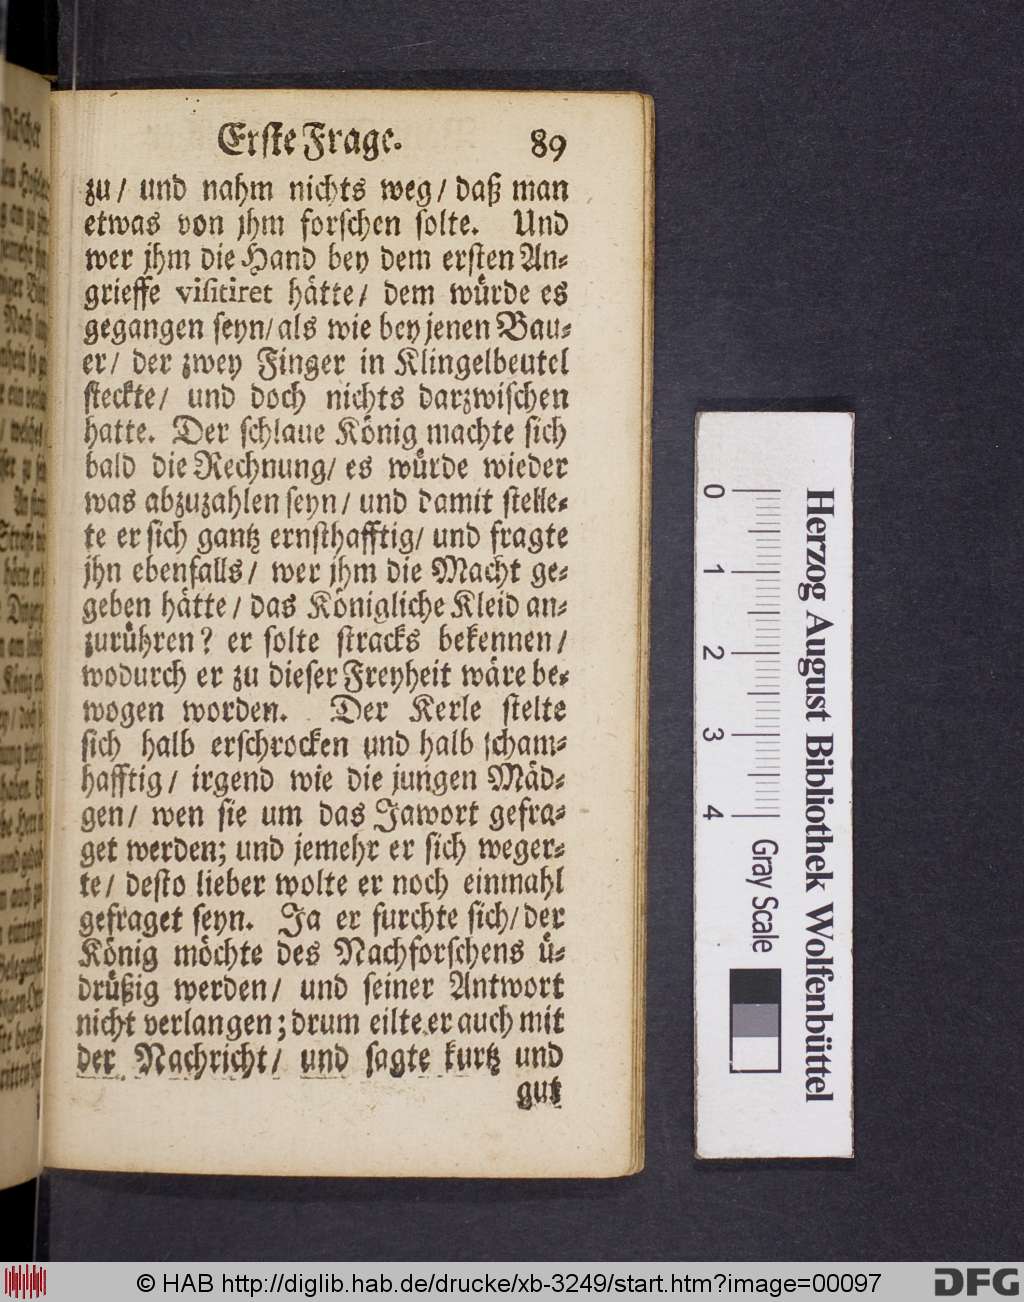 Erste Frage. 89
zu/ und nahm nichts weg/ daß man
etwas von jhm forschen solte. Und
wer jhm die Hand bey dem ersten An-
grieffe visitiret hätte/ dem würde es
gegangen seyn/ als wie bey jenen Bau-
er/ der zwey Finger in Klingelbeutel
steckte/ und doch nichts darzwischen
hatte. Der schlaue König machte sich
bald die Rechnung/ es würde wieder
was abzuzahlen seyn/ und damit stelle-
te er sich gantz ernsthafftig/ und fragte
jhn ebenfalls/ wer jhm die Macht ge-
geben hätte/ das Königliche Kleid an-
zurühren? er solte stracks bekennen/
wodurch er zu dieser Freyheit wäre be-
wogen worden. Der Kerle stelte
sich halb erschrocken und halb scham-
hafftig/ irgend wie die jungen Mäd-
gen/ wen sie um das Jawort gefra-
get werden; und jemehr er sich weger-
te/ desto lieber wolte er noch einmahl
gefraget seyn. Ja er furchte sich/ der
König möchte des Nachforschens ü-
drüßig werden/ und seiner Antwort
nicht verlangen; drum eilte er auch mit
der Nachricht/ und sagte kurtz und
gut
Herzog August Bibliothek Wolfenbüttel
0 1 2 3 4 Gray Scale
© HAB http://diglib.hab.de/drucke/xb-3249/start.htm?image=00097
DFG